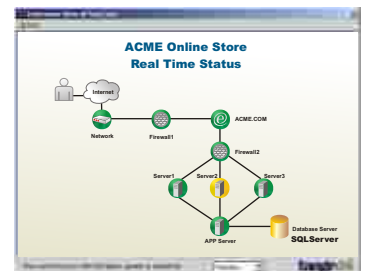 ACME Online Store
Real Time Status
Internet
ACME.COM
Network
Firewall1
Firewall2
Server1
Server2
Server3
Database Server
SQLServer
APP Server